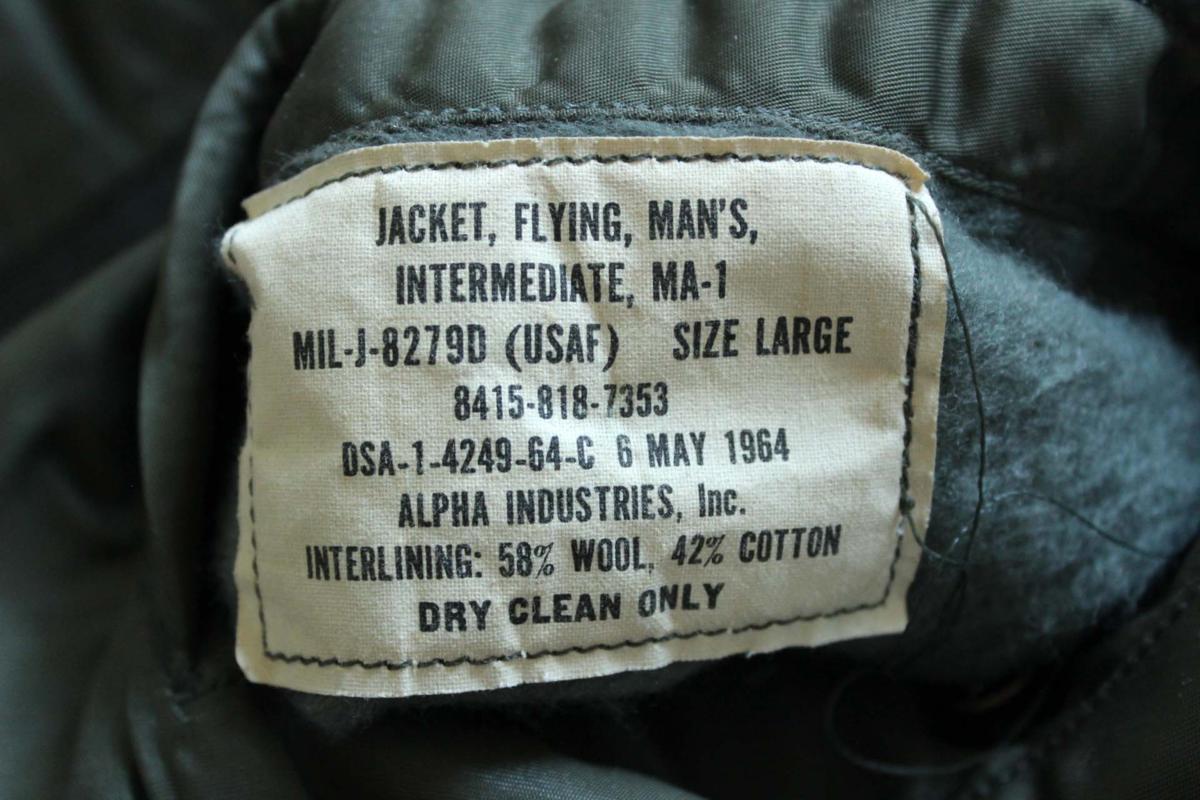 JACKET, FLYING, MAN'S,
INTERMEDIATE, MA-1
MIL-J-8279D (USAF) SIZE LARGE
8415-818-7353
DSA-1-4249-64-C 6 MAY 1964
ALPHA INDUSTRIES, Inc.
INTERLINING: 58% WOOL, 42% COTTON
DRY CLEAN ONLY